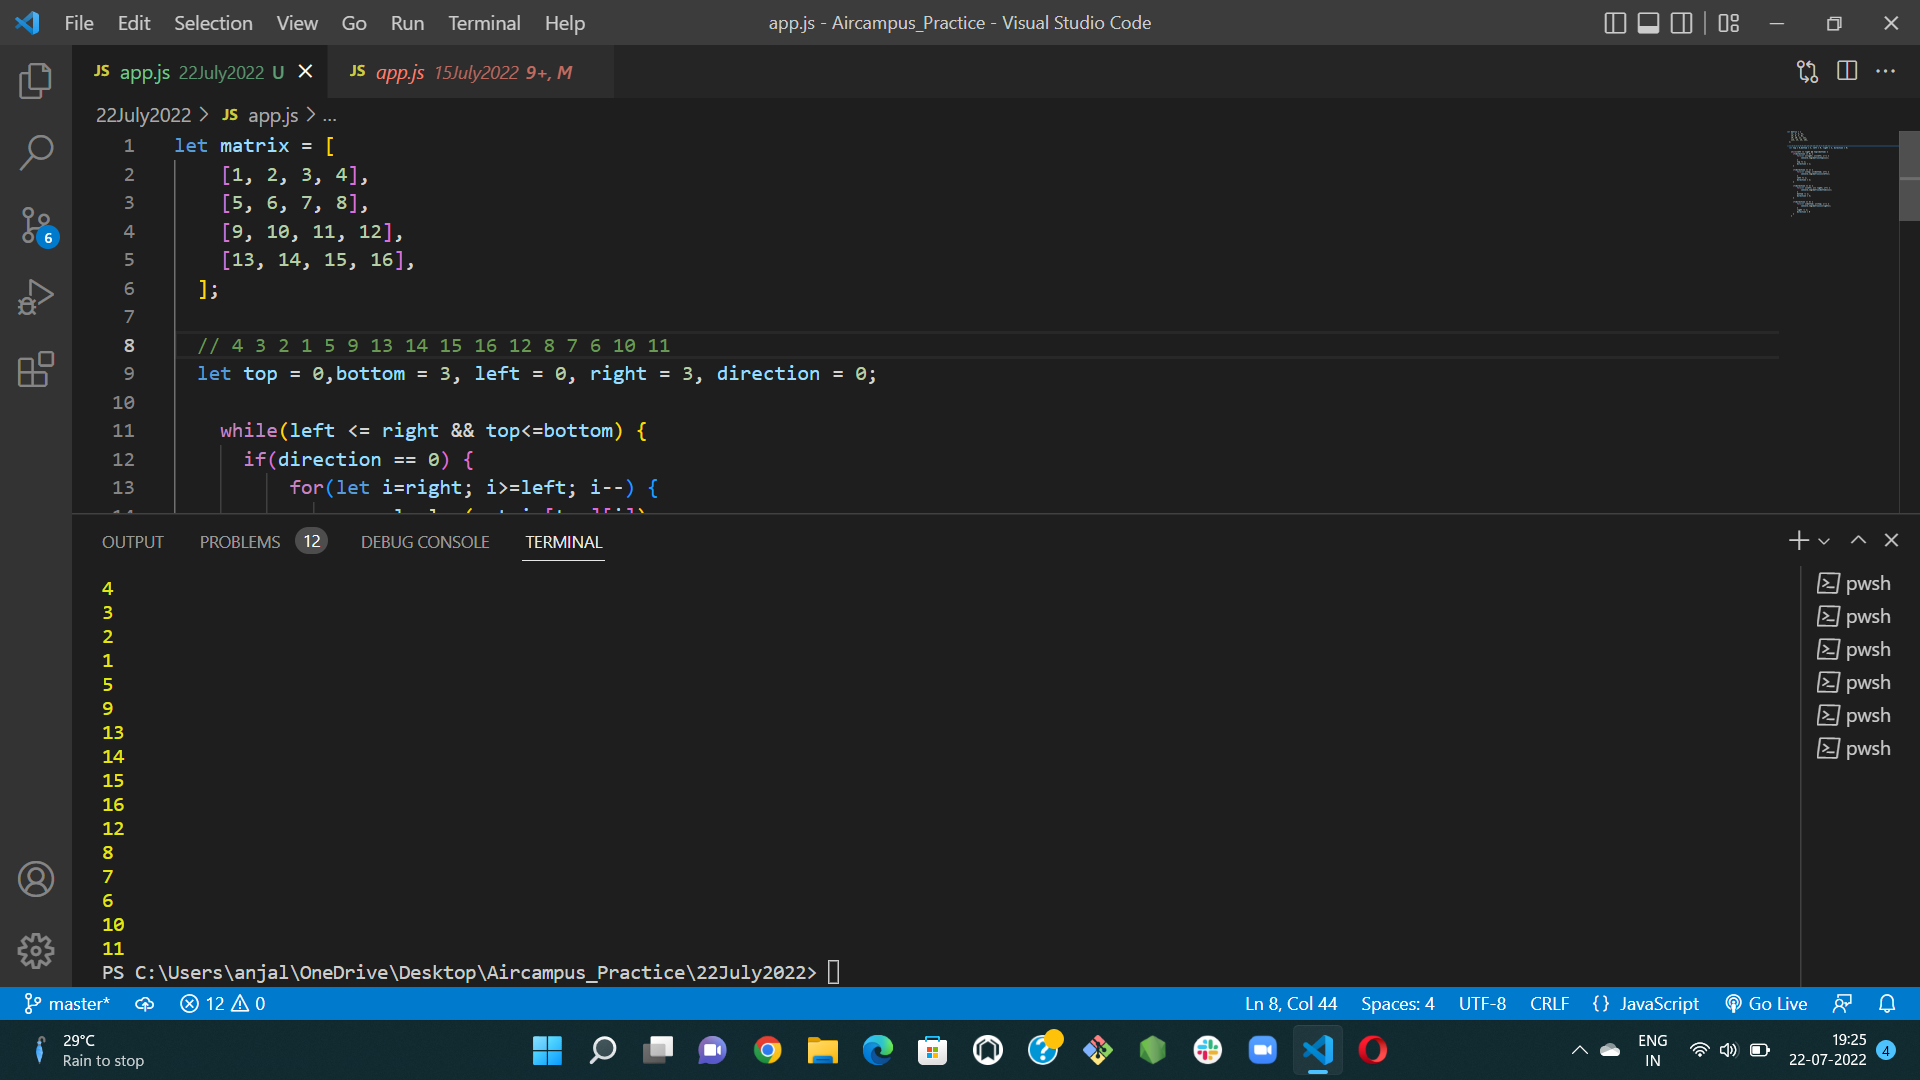 File Edit Selection View Go Run Terminal Help
app.js - Aircampus_Practice - Visual Studio Code
JS app.js 22July2022 U
JS app.js 15July2022 9+, M
22July2022 > JS app.js > ...
1 let matrix = [
2 [1, 2, 3, 4],
3 [5, 6, 7, 8],
4 [9, 10, 11, 12],
5 [13, 14, 15, 16],
6 ];
7
8 // 4 3 2 1 5 9 13 14 15 16 12 8 7 6 10 11
9 let top = 0,bottom = 3, left = 0, right = 3, direction = 0;
10
11 while(left <= right && top<=bottom) {
12 if(direction == 0) {
13 for(let i=right; i>=left; i--) {
6
OUTPUT PROBLEMS 12 DEBUG CONSOLE TERMINAL
4
3
2
1
5
9
13
14
15
16
12
8
7
6
10
11
PS C:\Users\anjal\OneDrive\Desktop\Aircampus_Practice\22July2022>
pwsh
pwsh
pwsh
pwsh
pwsh
pwsh
master* 12 0
Ln 8, Col 44 Spaces: 4 UTF-8 CRLF { } JavaScript Go Live
29°C
Rain to stop
ENG
IN
19:25
22-07-2022
4